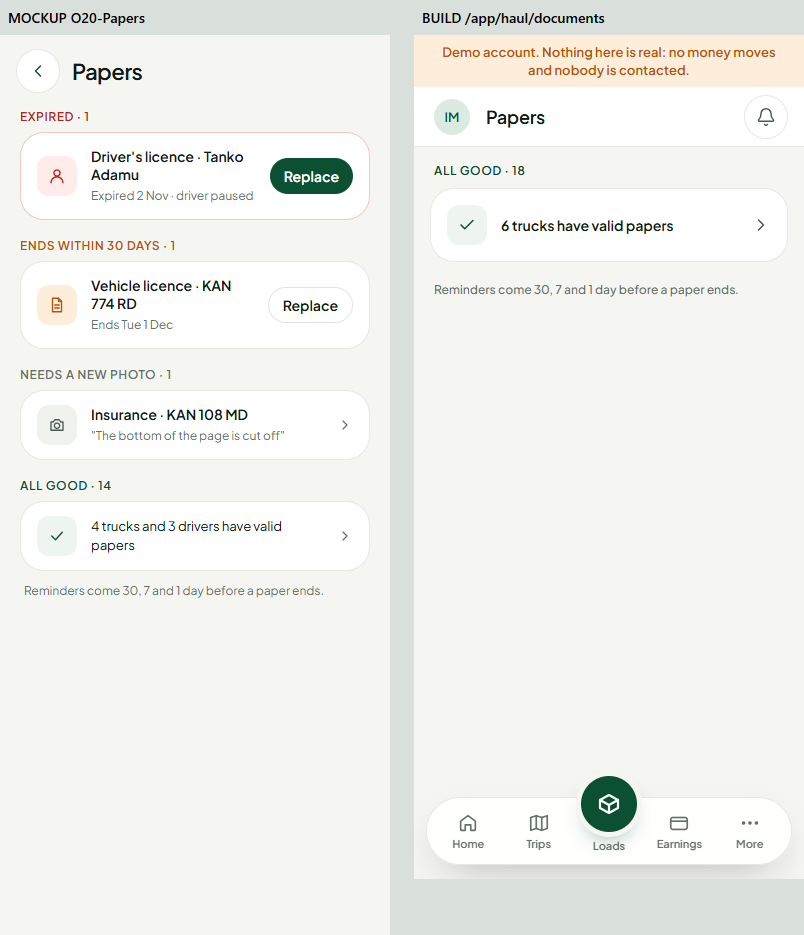 MOCKUP O20-Papers
Papers
EXPIRED · 1
Driver's licence · Tanko
Adamu
Expired 2 Nov · driver paused
Replace
ENDS WITHIN 30 DAYS · 1
Vehicle licence · KAN
774 RD
Ends Tue 1 Dec
Replace
NEEDS A NEW PHOTO · 1
Insurance · KAN 108 MD
"The bottom of the page is cut off"
ALL GOOD · 14
4 trucks and 3 drivers have valid
papers
Reminders come 30, 7 and 1 day before a paper ends.
BUILD /app/haul/documents
Demo account. Nothing here is real: no money moves
and nobody is contacted.
IM
Papers
ALL GOOD · 18
6 trucks have valid papers
Reminders come 30, 7 and 1 day before a paper ends.
Home
Trips
Loads
Earnings
More